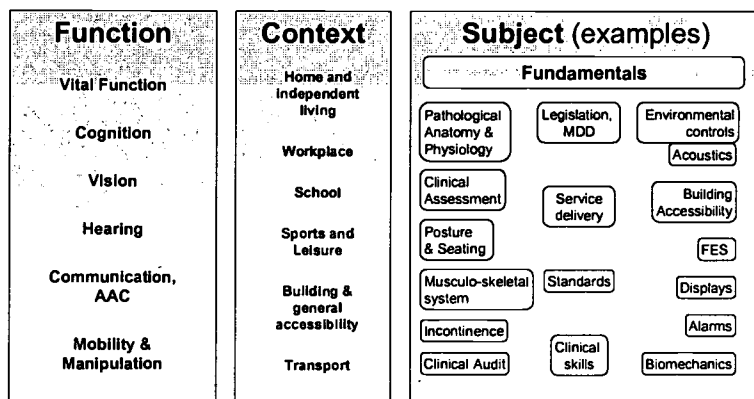 Function
Vital Function
Cognition
Vision
Hearing
Communication,
AAC
Mobility &
Manipulation
Context
Home and
independent
living
Workplace
School
Sports and
Leisure
Building &
general
accessibility
Transport
Subject (examples)
Fundamentals
Pathological
Anatomy &
Physiology
Clinical
Assessment
Posture
& Seating
Musculo-skeletal
system
Incontinence
Clinical Audit
Legislation,
MDD
Service
delivery
Standards
Clinical
skills
Environmental
controls
Acoustics
Building
Accessibility
FES
Displays
Alarms
Biomechanics